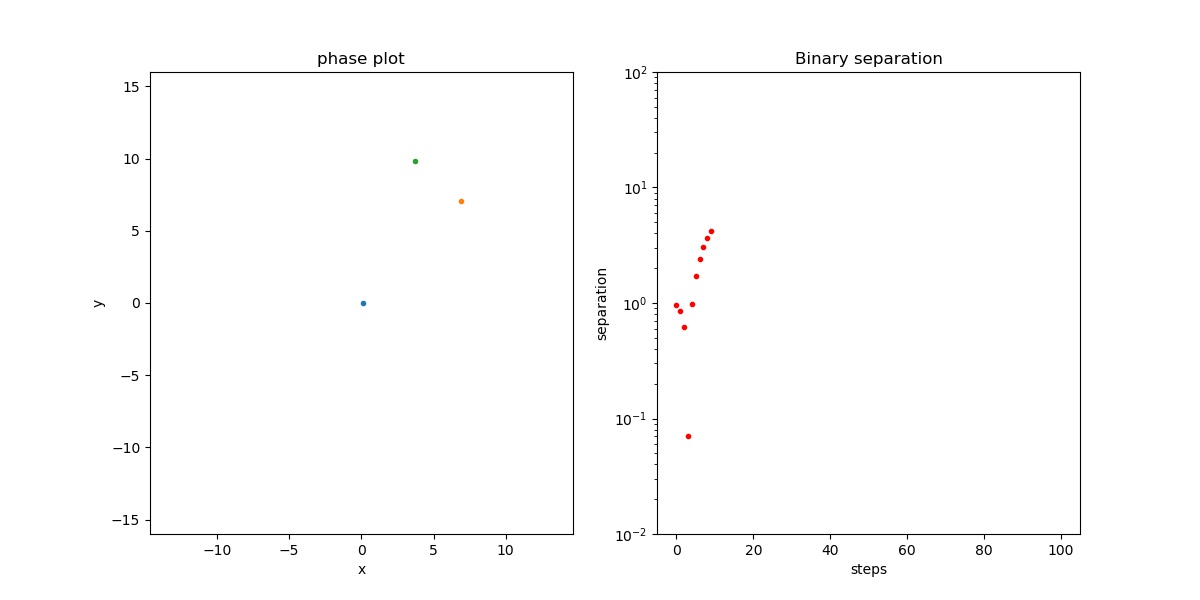 phase plot
15
10
5
0
−5
−10
−15
y
−10 −5 0 5 10
x
Binary separation
10²
10¹
10⁰
10⁻¹
10⁻²
separation
0 20 40 60 80 100
steps